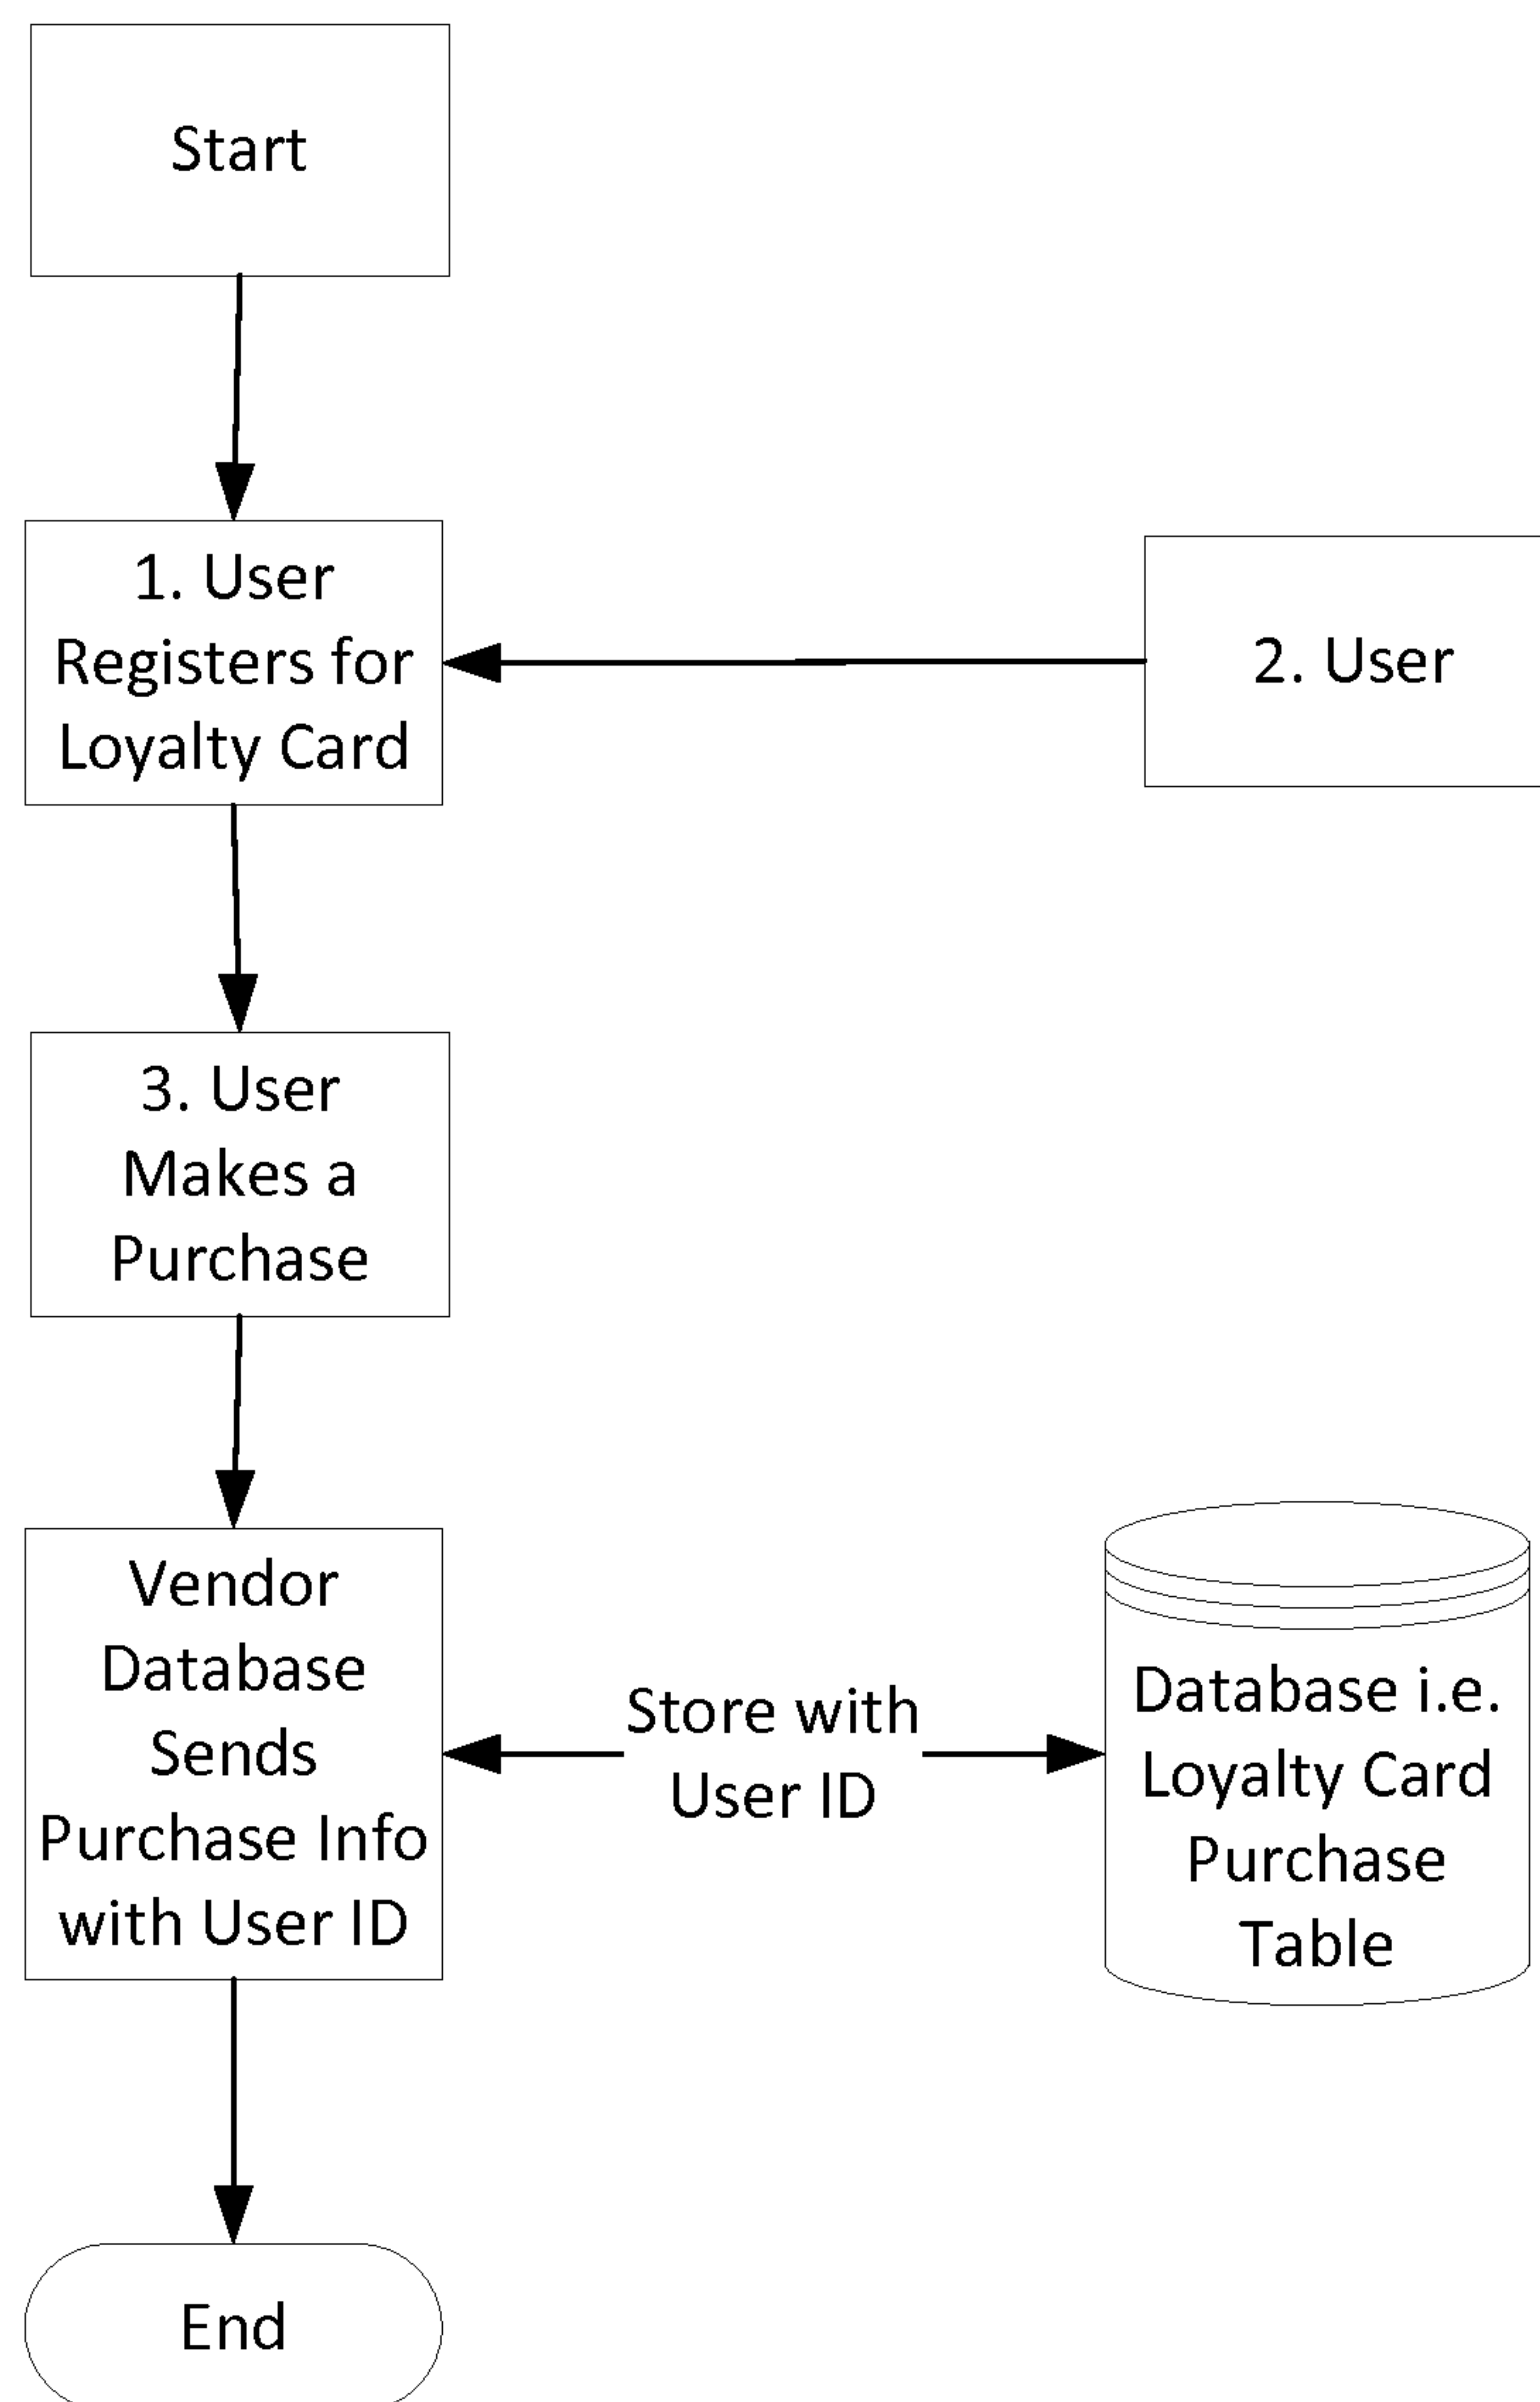 Start
1. User
Registers for
Loyalty Card
2. User
3. User
Makes a
Purchase
Vendor
Database
Sends
Purchase Info
with User ID
Store with
User ID
Database i.e.
Loyalty Card
Purchase
Table
End